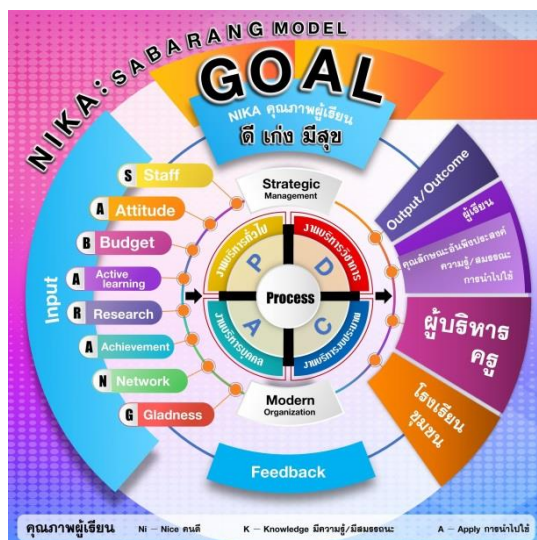 NIKA : SABARANG MODEL
GOAL
NIKA คุณภาพผู้เรียน
ดี เก่ง มีสุข
Input
S Staff
A Attitude
B Budget
A Active learning
R Research
A Achievement
N Network
G Gladness
Strategic
Management
งานบริหารทั่วไป
งานบริหารวิชาการ
P
D
Process
A
C
งานบริหารบุคคล
งานบริหารงบประมาณ
Modern
Organization
Feedback
Output/Outcome
ผู้เรียน
คุณลักษณะอันพึงประสงค์
ความรู้/สมรรถนะ
การนำไปใช้
ผู้บริหาร
ครู
โรงเรียน
ชุมชน
คุณภาพผู้เรียน Ni – Nice คนดี K – Knowledge มีความรู้/มีสมรรถนะ A – Apply การนำไปใช้